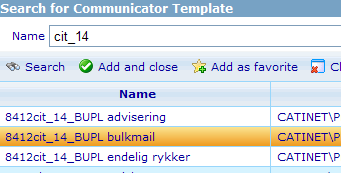 Search for Communicator Template
Name cit_14
Search Add and close Add as favorite
Name
8412cit_14_BUPL advisering CATINET\P
8412cit_14_BUPL bulkmail CATINET\P
8412cit_14_BUPL endelig rykker CATINET\P